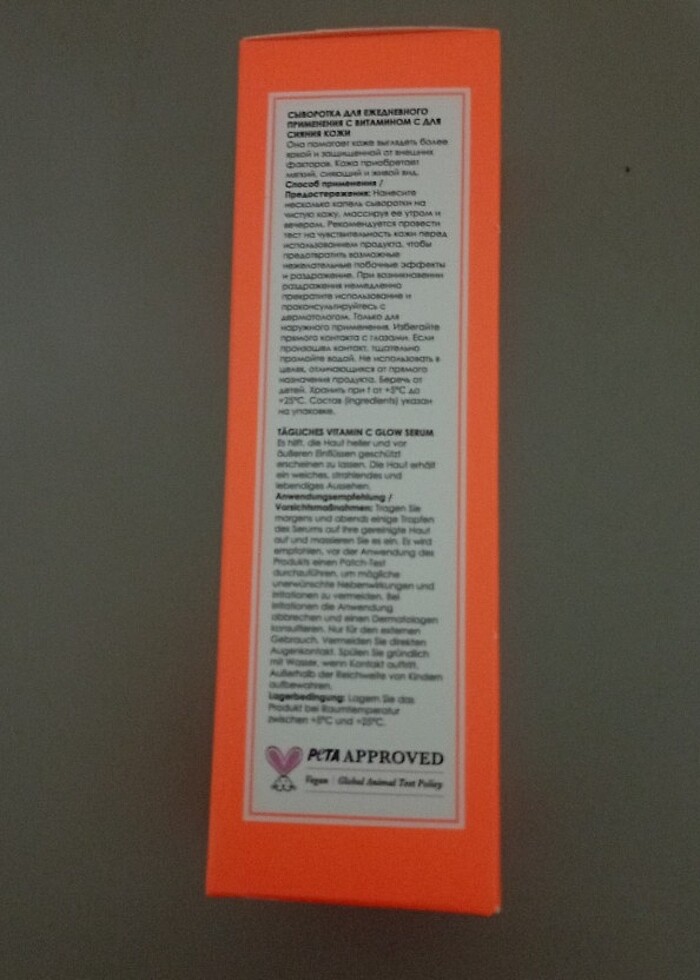 СЫВОРОТКА ДЛЯ ЕЖЕДНЕВНОГО
ПРИМЕНЕНИЯ С ВИТАМИНОМ С ДЛЯ
СИЯНИЯ КОЖИ
Она помогает коже выглядеть более
яркой и защищенной от внешних
факторов. Кожа приобретает
мягкий, сияющий и живой вид.
Способ применения /
Предостережения: Нанесите
несколько капель сыворотки на
чистую кожу, массируя ее утром и
вечером. Рекомендуется провести
тест на чувствительность кожи перед
использованием продукта, чтобы
предотвратить возможные
нежелательные побочные эффекты
и раздражение. При возникновении
раздражения немедленно
прекратите использование и
проконсультируйтесь с
дерматологом. Только для
наружного применения. Избегайте
прямого контакта с глазами. Если
произошел контакт, тщательно
промойте водой. Не использовать в
целях, отличающихся от прямого
назначения продукта. Беречь от
детей. Хранить при t от +5°C до
+25°C. Состав (ingredients) указан
на упаковке.
TÄGLICHES VITAMIN C GLOW SERUM
Es hilft, die Haut heller und vor
äußeren Einflüssen geschützt
erscheinen zu lassen. Die Haut erhält
ein weiches, strahlendes und
lebendiges Aussehen.
Anwendungsempfehlung /
Vorsichtsmaßnahmen: Tragen Sie
morgens und abends einige Tropfen
des Serums auf Ihre gereinigte Haut
auf und massieren Sie es ein. Es wird
empfohlen, vor der Anwendung des
Produkts einen Patch-Test
durchzuführen, um mögliche
unerwünschte Nebenwirkungen und
Irritationen zu vermeiden. Bei
Irritationen die Anwendung
abbrechen und einen Dermatologen
konsultieren. Nur für den externen
Gebrauch. Vermeiden Sie direkten
Augenkontakt. Spülen Sie gründlich
mit Wasser, wenn Kontakt auftritt.
Außerhalb der Reichweite von Kindern
aufbewahren.
Lagerbedingung: Lagern Sie das
Produkt bei Raumtemperatur
zwischen +5°C und +25°C.
PETA APPROVED
Vegan | Global Animal Test Policy